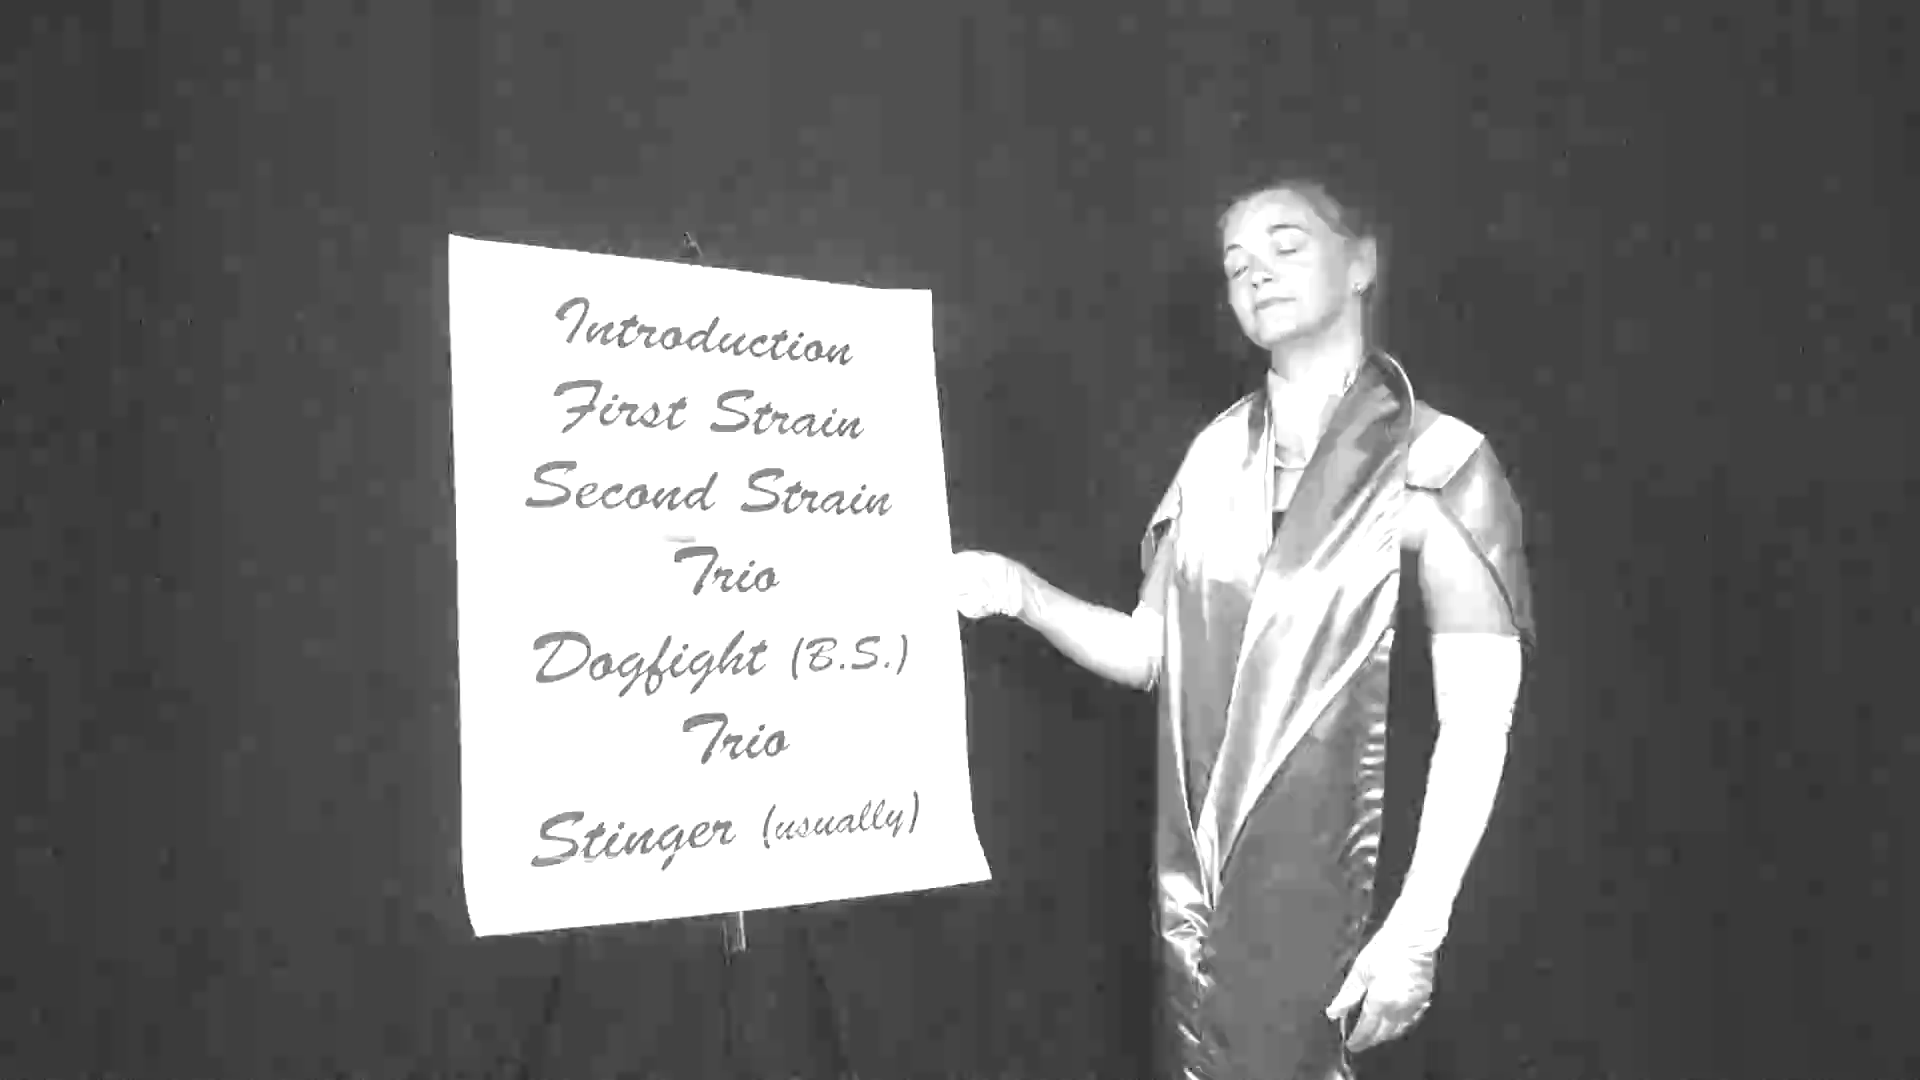 Introduction
First Strain
Second Strain
Trio
Dogfight (B.S.)
Trio
Stinger (usually)